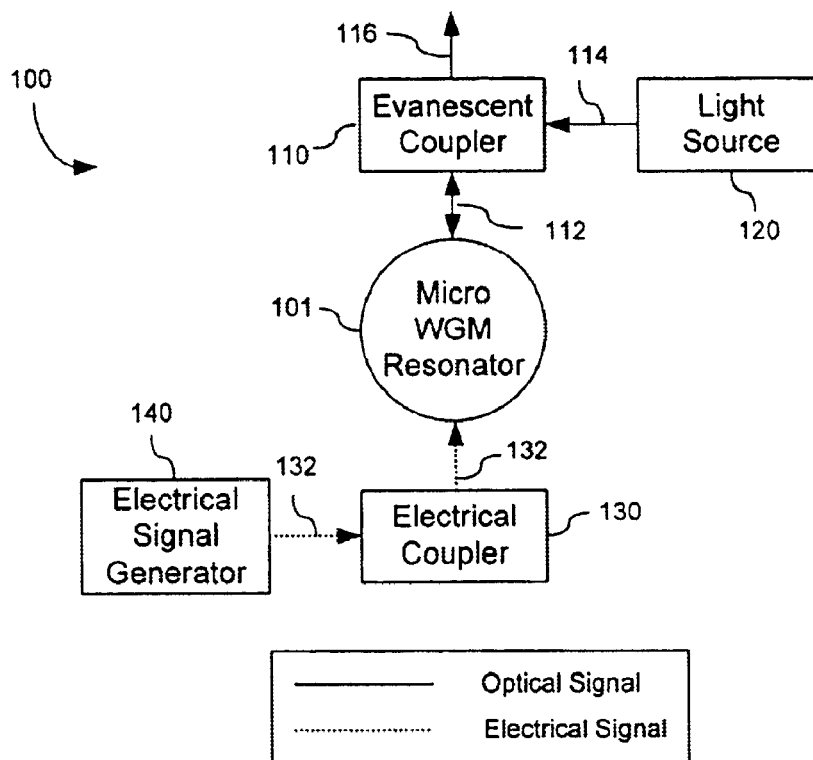 116
114
100
Evanescent
Coupler
Light
Source
110
112
120
101
Micro
WGM
Resonator
140
132
132
Electrical
Signal
Generator
Electrical
Coupler
130
Optical Signal
Electrical Signal